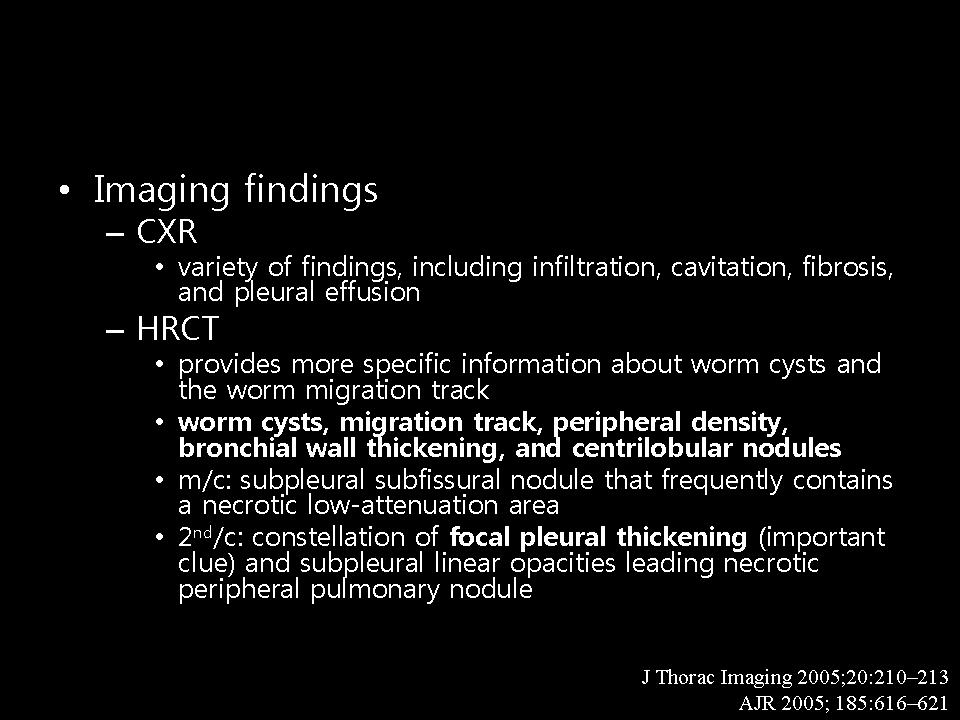 • Imaging findings
– CXR
• variety of findings, including infiltration, cavitation, fibrosis,
and pleural effusion
– HRCT
• provides more specific information about worm cysts and
the worm migration track
• worm cysts, migration track, peripheral density,
bronchial wall thickening, and centrilobular nodules
• m/c: subpleural subfissural nodule that frequently contains
a necrotic low-attenuation area
• 2nd/c: constellation of focal pleural thickening (important
clue) and subpleural linear opacities leading necrotic
peripheral pulmonary nodule
J Thorac Imaging 2005;20:210–213
AJR 2005; 185:616–621